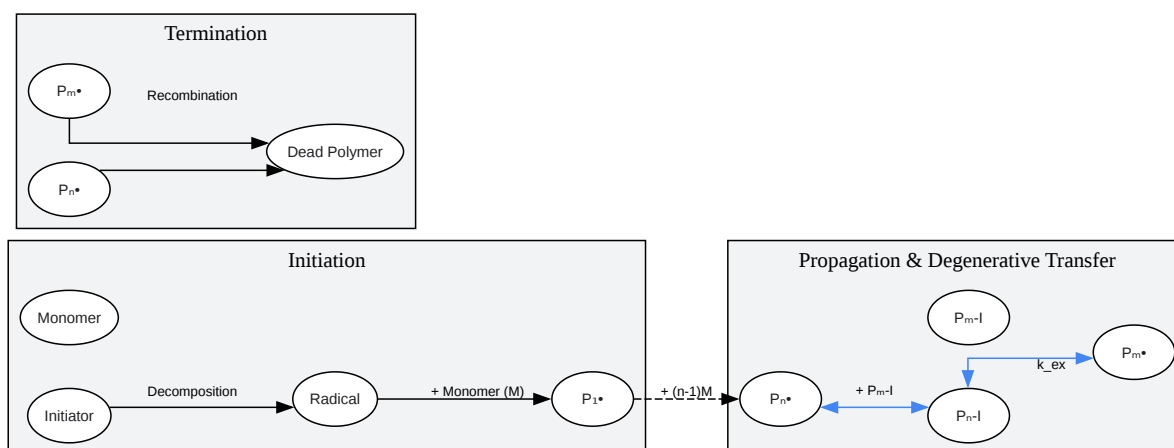 Termination
Pₘ•
Recombination
Dead Polymer
Pₙ•
Initiation
Monomer
Initiator
Decomposition
Radical
+ Monomer (M)
P₁•
+ (n-1)M
Propagation & Degenerative Transfer
Pₘ-I
Pₘ•
k_ex
Pₙ•
+ Pₘ-I
Pₙ-I